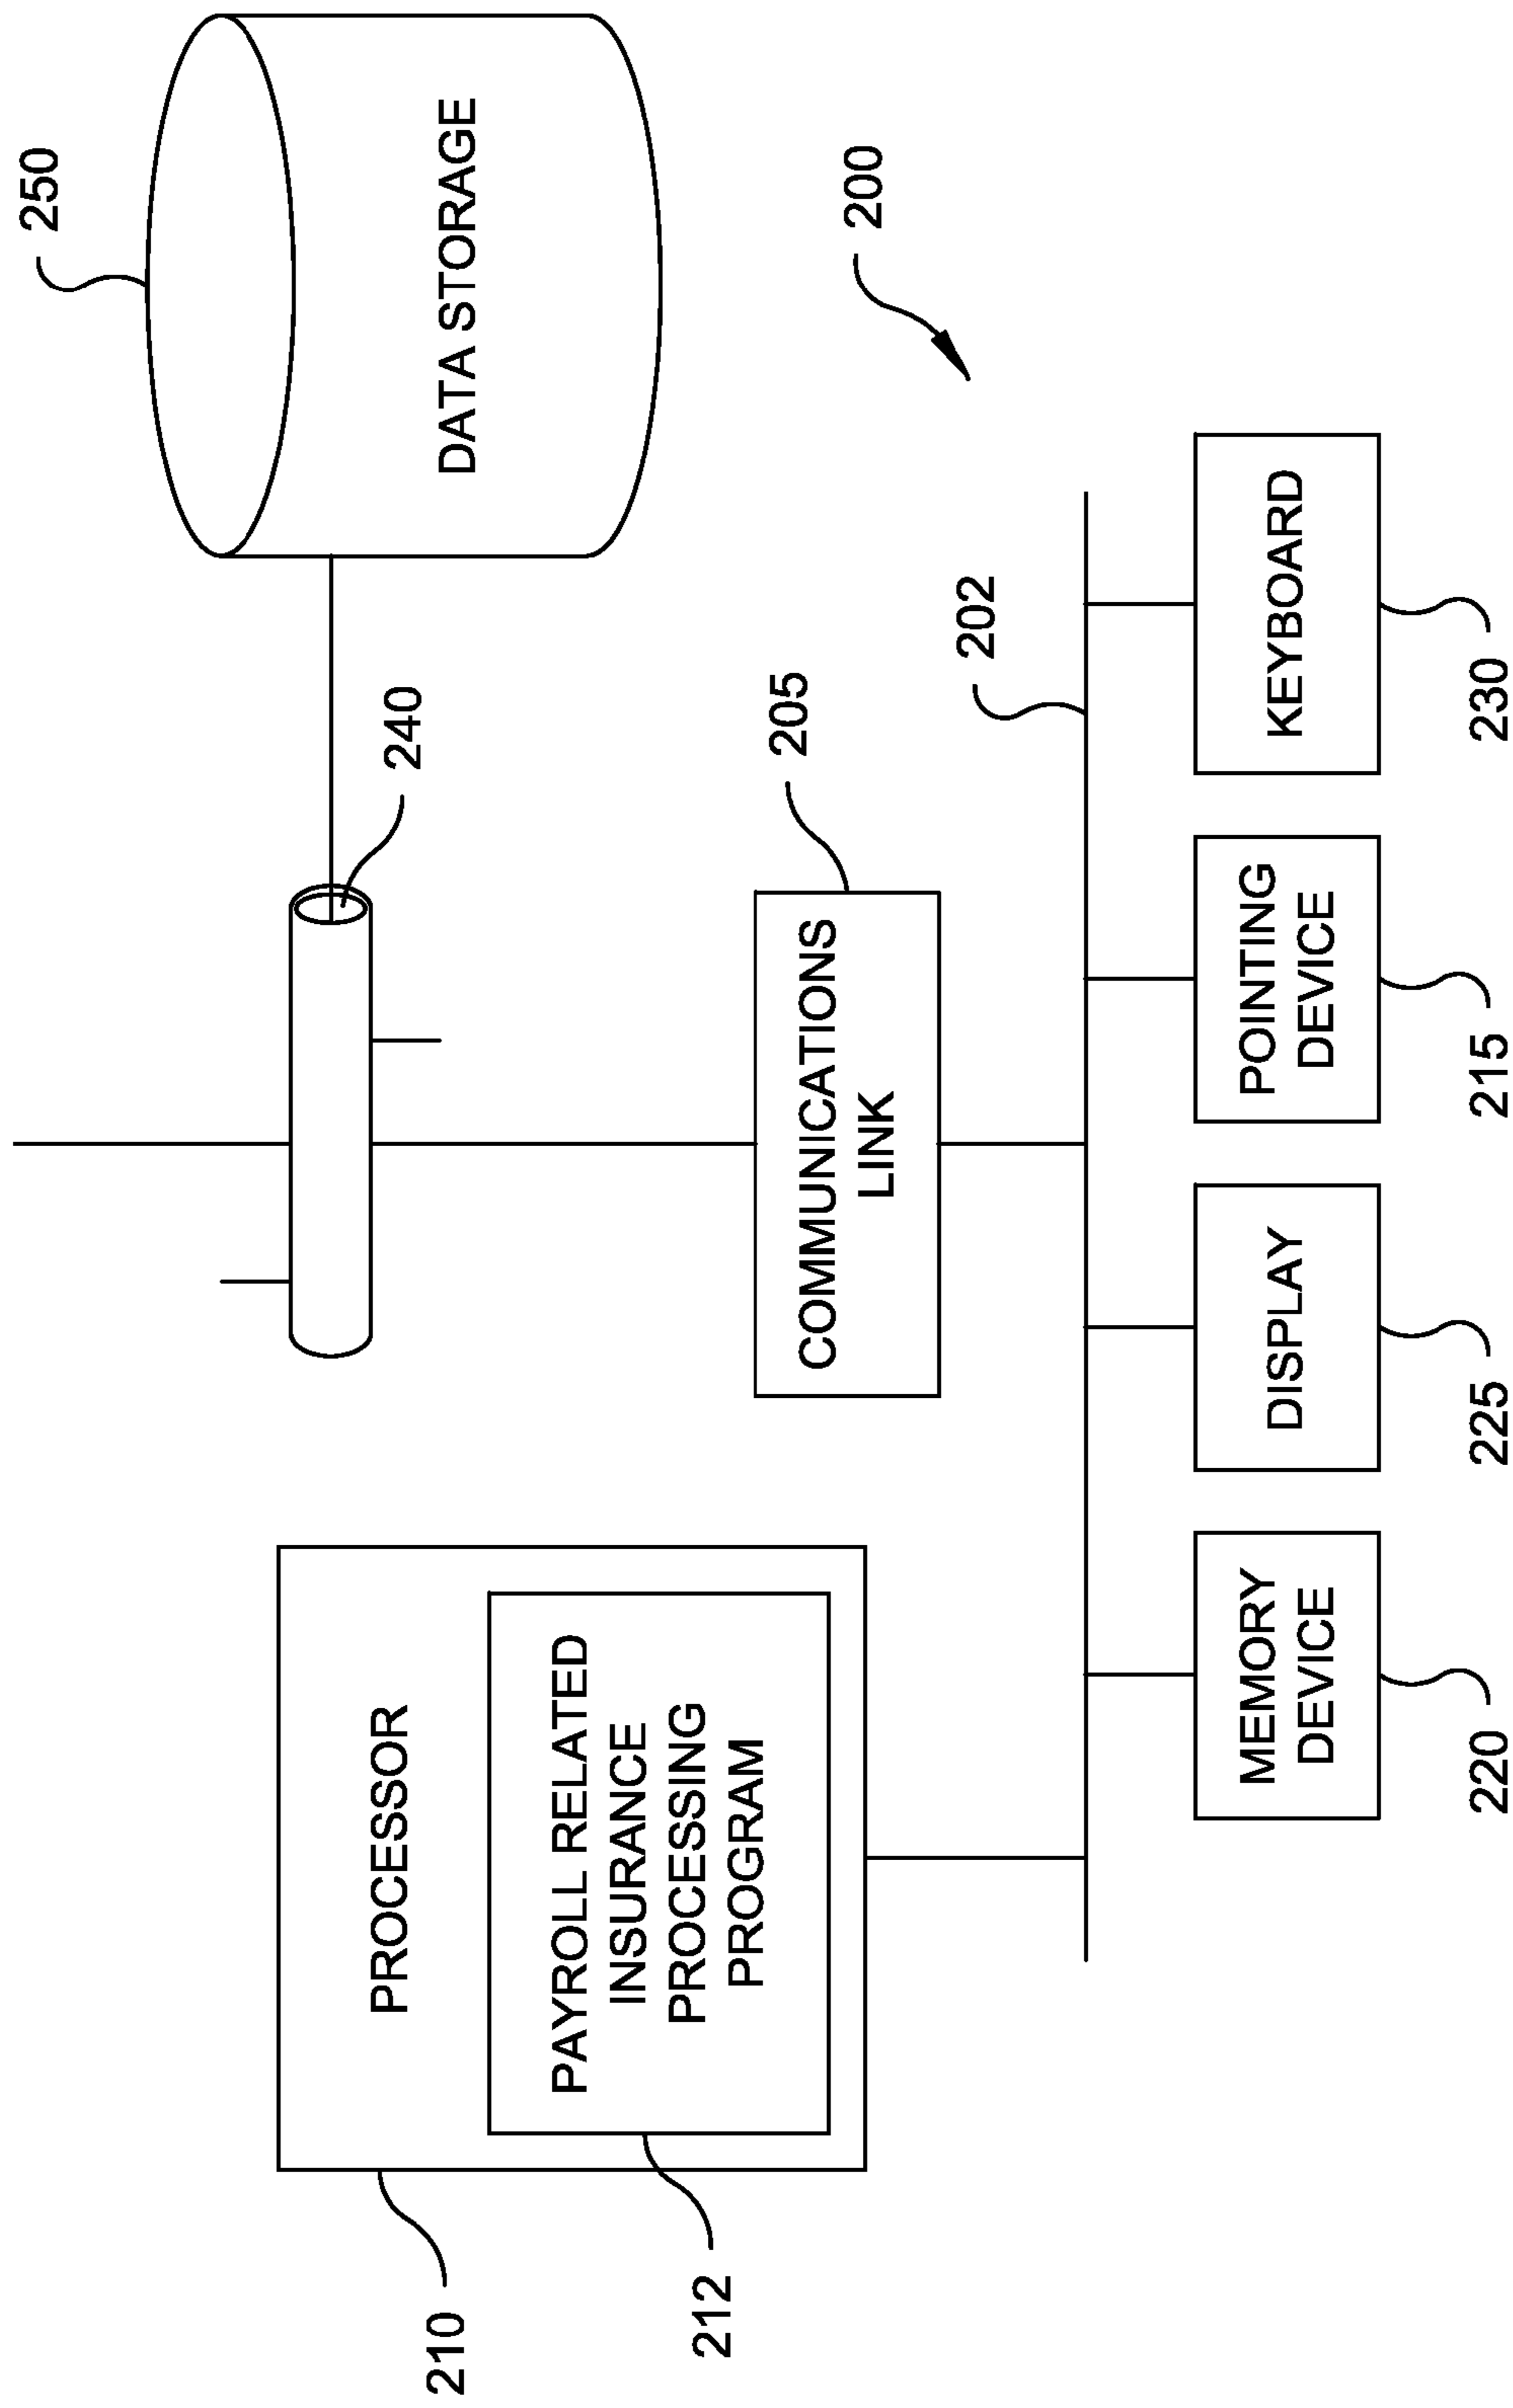 250
DATA STORAGE
240
200
210
PROCESSOR
212
PAYROLL RELATED
INSURANCE
PROCESSING
PROGRAM
COMMUNICATIONS
LINK
205
202
MEMORY
DEVICE
DISPLAY
POINTING
DEVICE
KEYBOARD
220
225
215
230